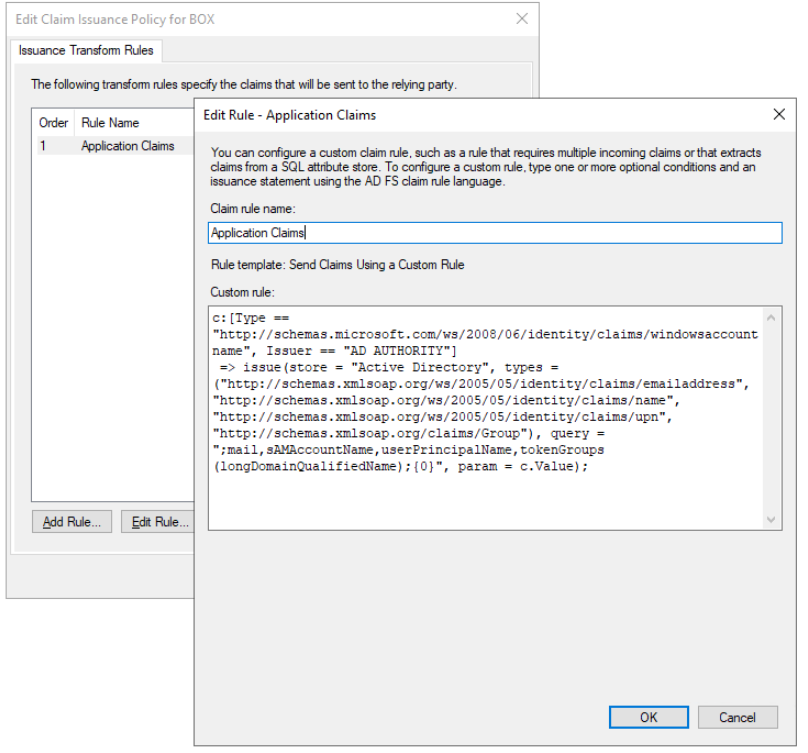 Edit Claim Issuance Policy for BOX
Issuance Transform Rules
The following transform rules specify the claims that will be sent to the relying party.
Order Rule Name
1 Application Claims
Add Rule...
Edit Rule...
Edit Rule - Application Claims
You can configure a custom claim rule, such as a rule that requires multiple incoming claims or that extracts
claims from a SQL attribute store. To configure a custom rule, type one or more optional conditions and an
issuance statement using the AD FS claim rule language.
Claim rule name:
Application Claims
Rule template: Send Claims Using a Custom Rule
Custom rule:
c:[Type ==
"http://schemas.microsoft.com/ws/2008/06/identity/claims/windowsaccount
name", Issuer == "AD AUTHORITY"]
=> issue(store = "Active Directory", types =
("http://schemas.xmlsoap.org/ws/2005/05/identity/claims/emailaddress",
"http://schemas.xmlsoap.org/ws/2005/05/identity/claims/name",
"http://schemas.xmlsoap.org/ws/2005/05/identity/claims/upn",
"http://schemas.xmlsoap.org/claims/Group"), query =
";mail,sAMAccountName,userPrincipalName,tokenGroups
(longDomainQualifiedName);{0}", param = c.Value);
OK
Cancel